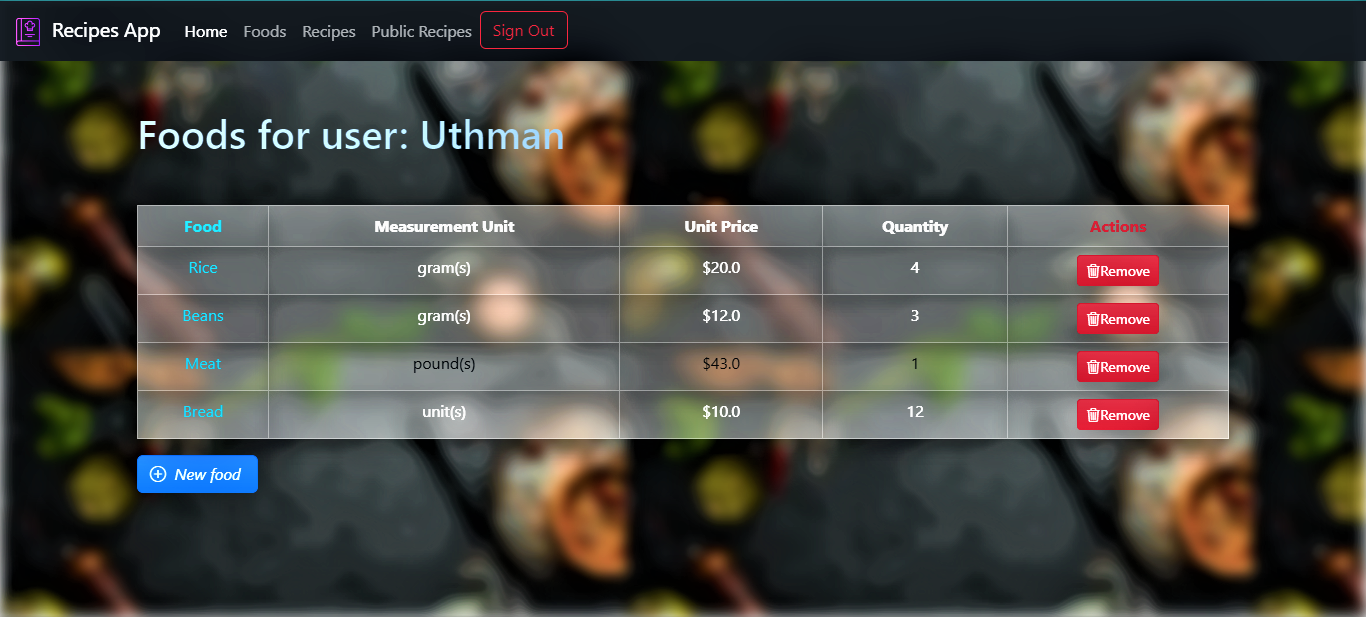 Recipes App Home Foods Recipes Public Recipes Sign Out
Foods for user: Uthman
Food Measurement Unit Unit Price Quantity Actions
Rice gram(s) $20.0 4 Remove
Beans gram(s) $12.0 3 Remove
Meat pound(s) $43.0 1 Remove
Bread unit(s) $10.0 12 Remove
New food